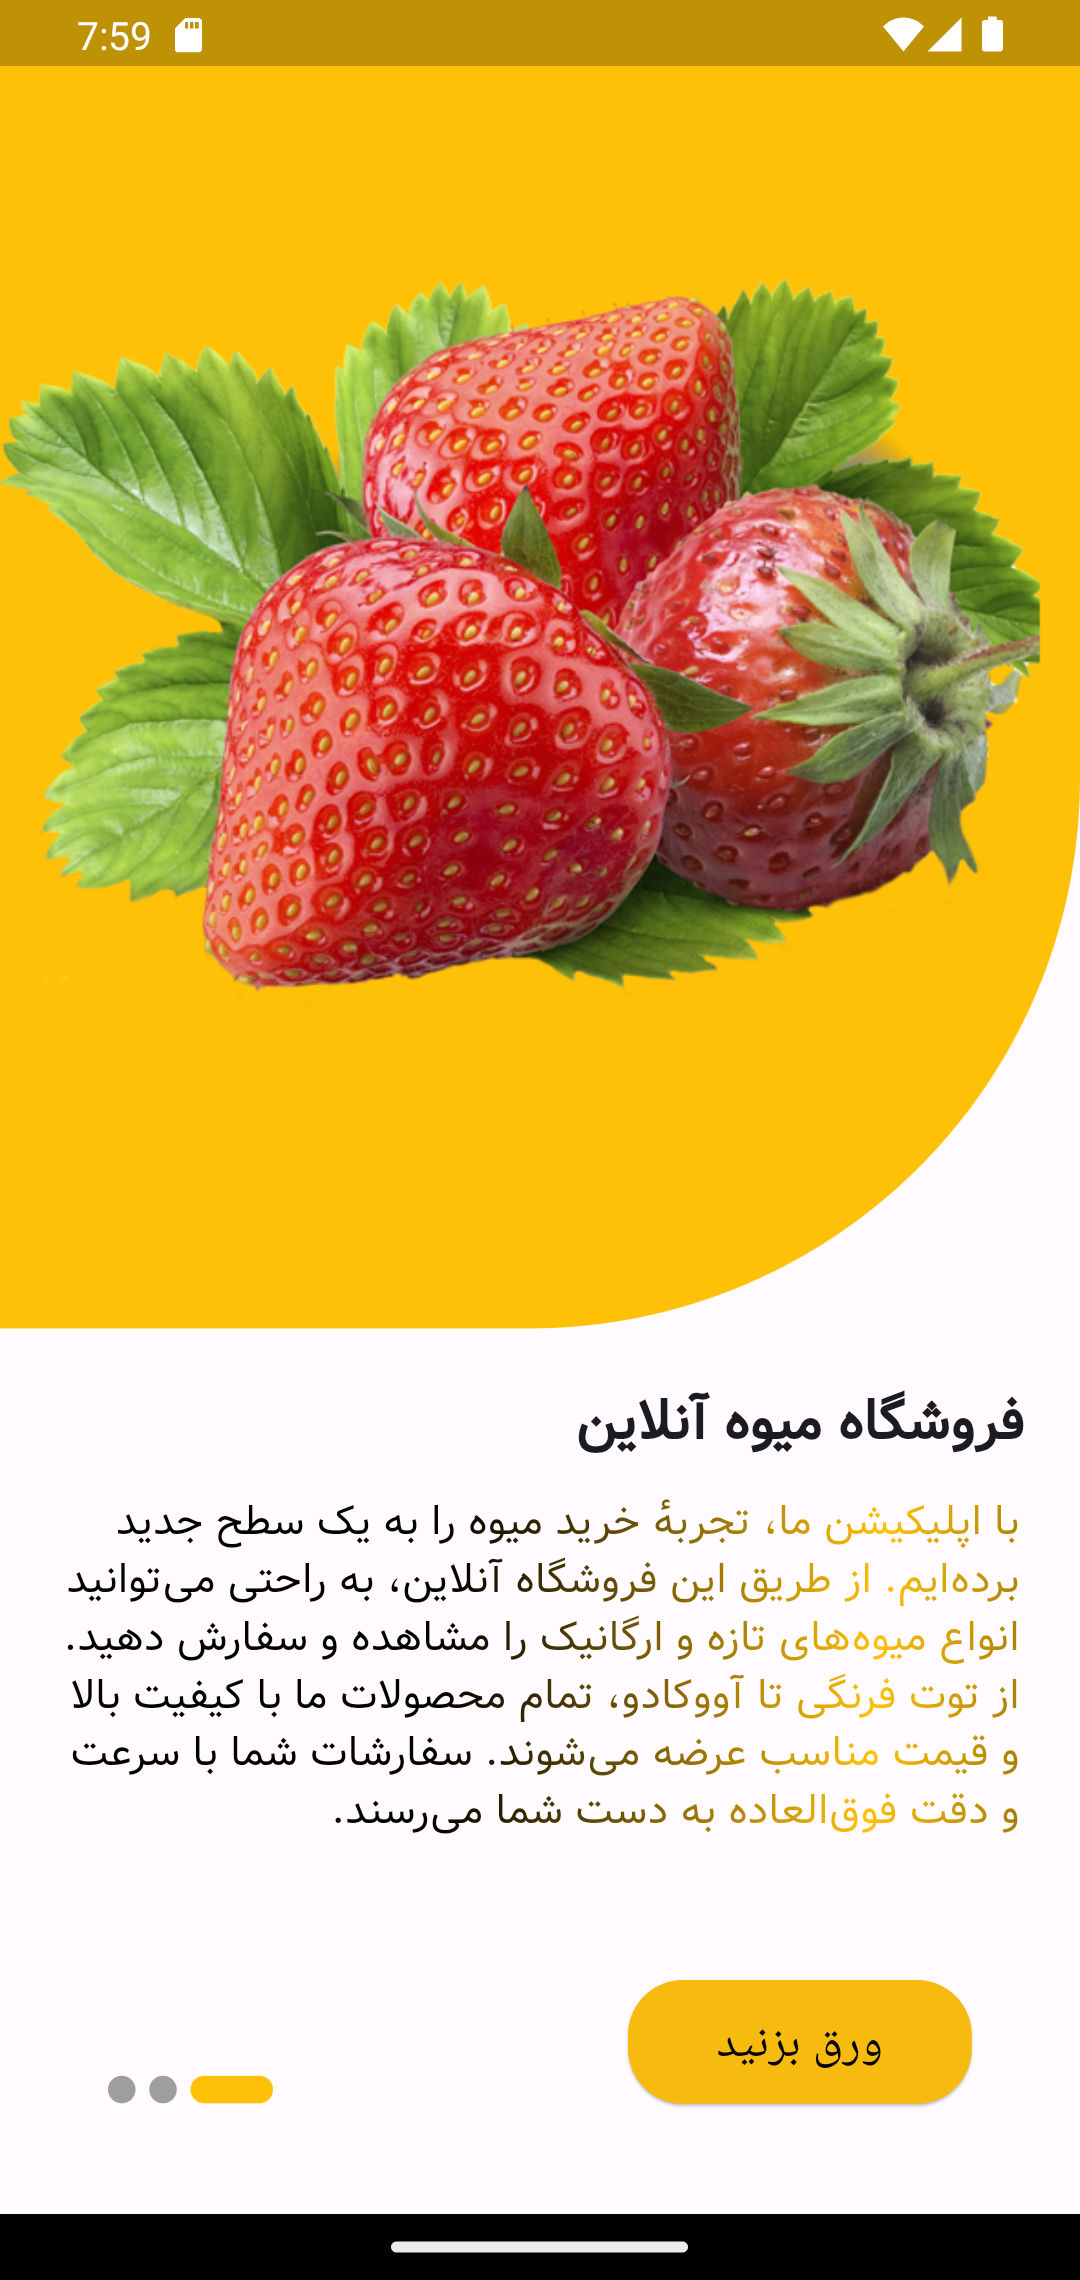 7:59
فروشگاه میوه آنلاین
با اپلیکیشن ما، تجربهٔ خرید میوه را به یک سطح جدید
برده‌ایم. از طریق این فروشگاه آنلاین، به راحتی می‌توانید
انواع میوه‌های تازه و ارگانیک را مشاهده و سفارش دهید.
از توت فرنگی تا آووکادو، تمام محصولات ما با کیفیت بالا
و قیمت مناسب عرضه می‌شوند. سفارشات شما با سرعت
و دقت فوق‌العاده به دست شما می‌رسند.
ورق بزنید